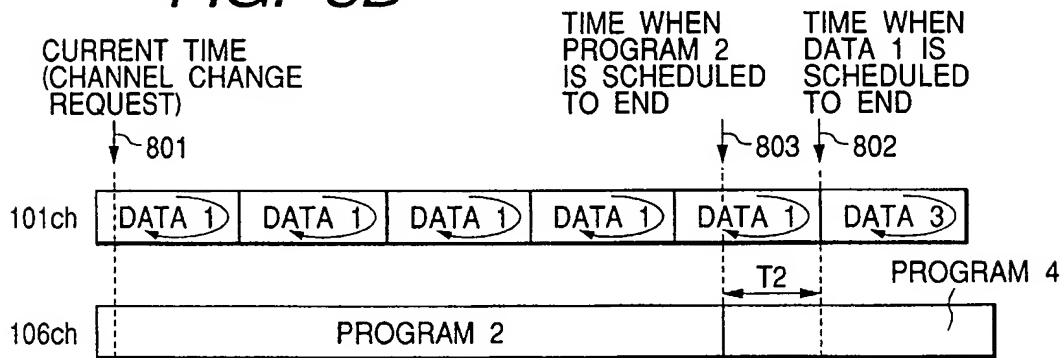 CURRENT TIME
(CHANNEL CHANGE
REQUEST)
TIME WHEN
PROGRAM 2
IS SCHEDULED
TO END
TIME WHEN
DATA 1 IS
SCHEDULED
TO END
801
803
802
101ch
DATA 1
DATA 1
DATA 1
DATA 1
DATA 1
DATA 3
T2
PROGRAM 4
106ch
PROGRAM 2